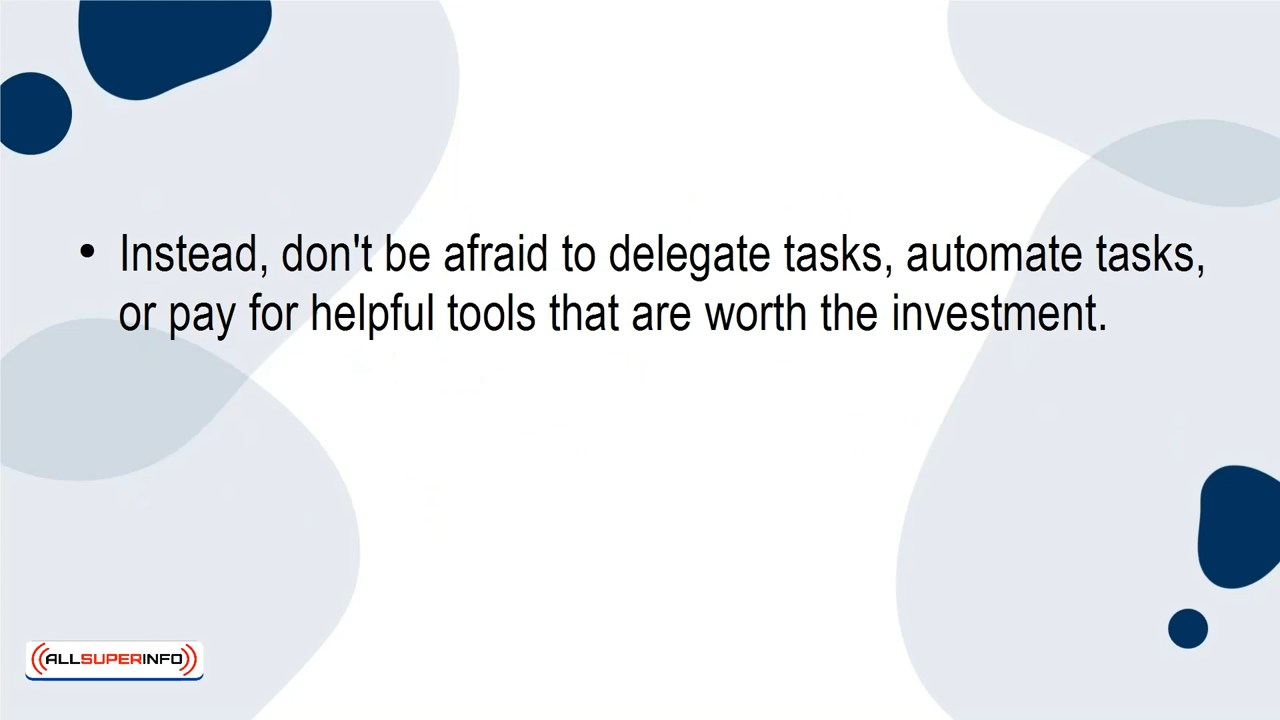 • Instead, don't be afraid to delegate tasks, automate tasks,
or pay for helpful tools that are worth the investment.
ALLSUPERINFO